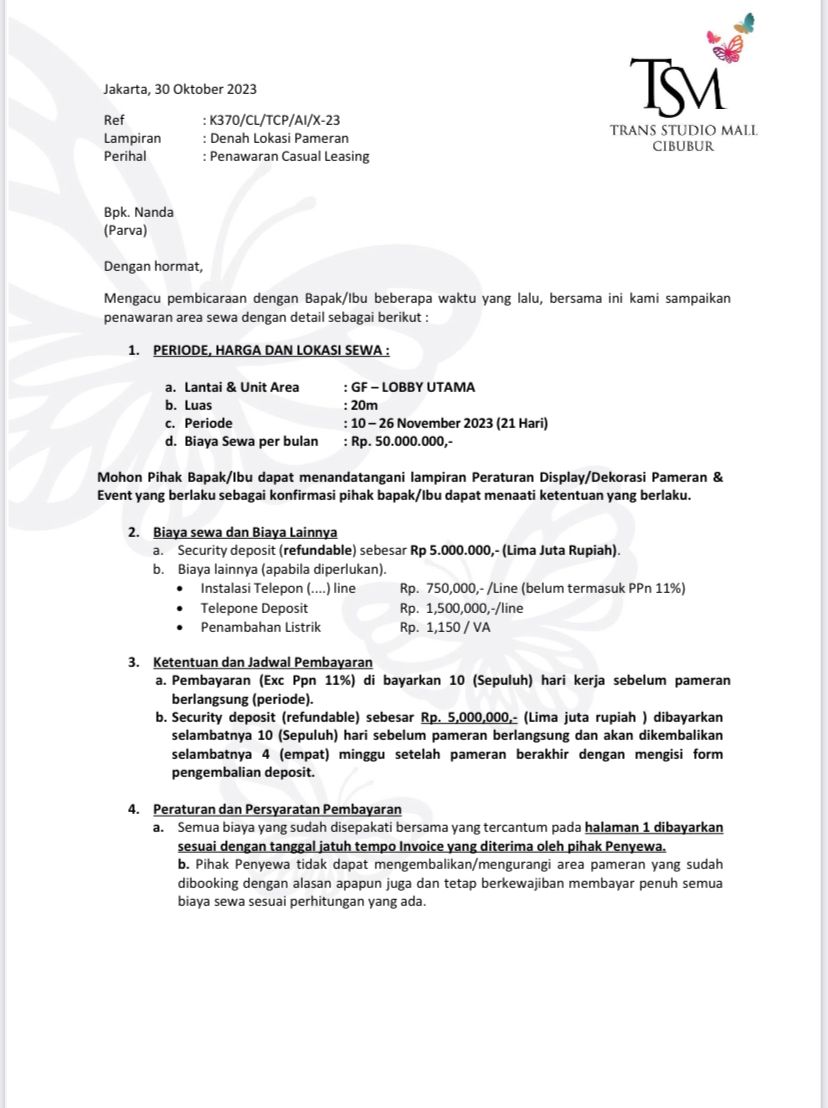 TSM
TRANS STUDIO MALL
CIBUBUR
Jakarta, 30 Oktober 2023
Ref : K370/CL/TCP/AI/X-23
Lampiran : Denah Lokasi Pameran
Perihal : Penawaran Casual Leasing
Bpk. Nanda
(Parva)
Dengan hormat,
Mengacu pembicaraan dengan Bapak/Ibu beberapa waktu yang lalu, bersama ini kami sampaikan
penawaran area sewa dengan detail sebagai berikut :
1. PERIODE, HARGA DAN LOKASI SEWA :
a. Lantai & Unit Area : GF – LOBBY UTAMA
b. Luas : 20m
c. Periode : 10 – 26 November 2023 (21 Hari)
d. Biaya Sewa per bulan : Rp. 50.000.000,-
Mohon Pihak Bapak/Ibu dapat menandatangani lampiran Peraturan Display/Dekorasi Pameran &
Event yang berlaku sebagai konfirmasi pihak bapak/Ibu dapat menaati ketentuan yang berlaku.
2. Biaya sewa dan Biaya Lainnya
a. Security deposit (refundable) sebesar Rp 5.000.000,- (Lima Juta Rupiah).
b. Biaya lainnya (apabila diperlukan).
• Instalasi Telepon (....) line Rp. 750,000,- /Line (belum termasuk PPn 11%)
• Telepone Deposit Rp. 1,500,000,-/line
• Penambahan Listrik Rp. 1,150 / VA
3. Ketentuan dan Jadwal Pembayaran
a. Pembayaran (Exc Ppn 11%) di bayarkan 10 (Sepuluh) hari kerja sebelum pameran
berlangsung (periode).
b. Security deposit (refundable) sebesar Rp. 5,000,000,- (Lima juta rupiah ) dibayarkan
selambatnya 10 (Sepuluh) hari sebelum pameran berlangsung dan akan dikembalikan
selambatnya 4 (empat) minggu setelah pameran berakhir dengan mengisi form
pengembalian deposit.
4. Peraturan dan Persyaratan Pembayaran
a. Semua biaya yang sudah disepakati bersama yang tercantum pada halaman 1 dibayarkan
sesuai dengan tanggal jatuh tempo Invoice yang diterima oleh pihak Penyewa.
b. Pihak Penyewa tidak dapat mengembalikan/mengurangi area pameran yang sudah
dibooking dengan alasan apapun juga dan tetap berkewajiban membayar penuh semua
biaya sewa sesuai perhitungan yang ada.